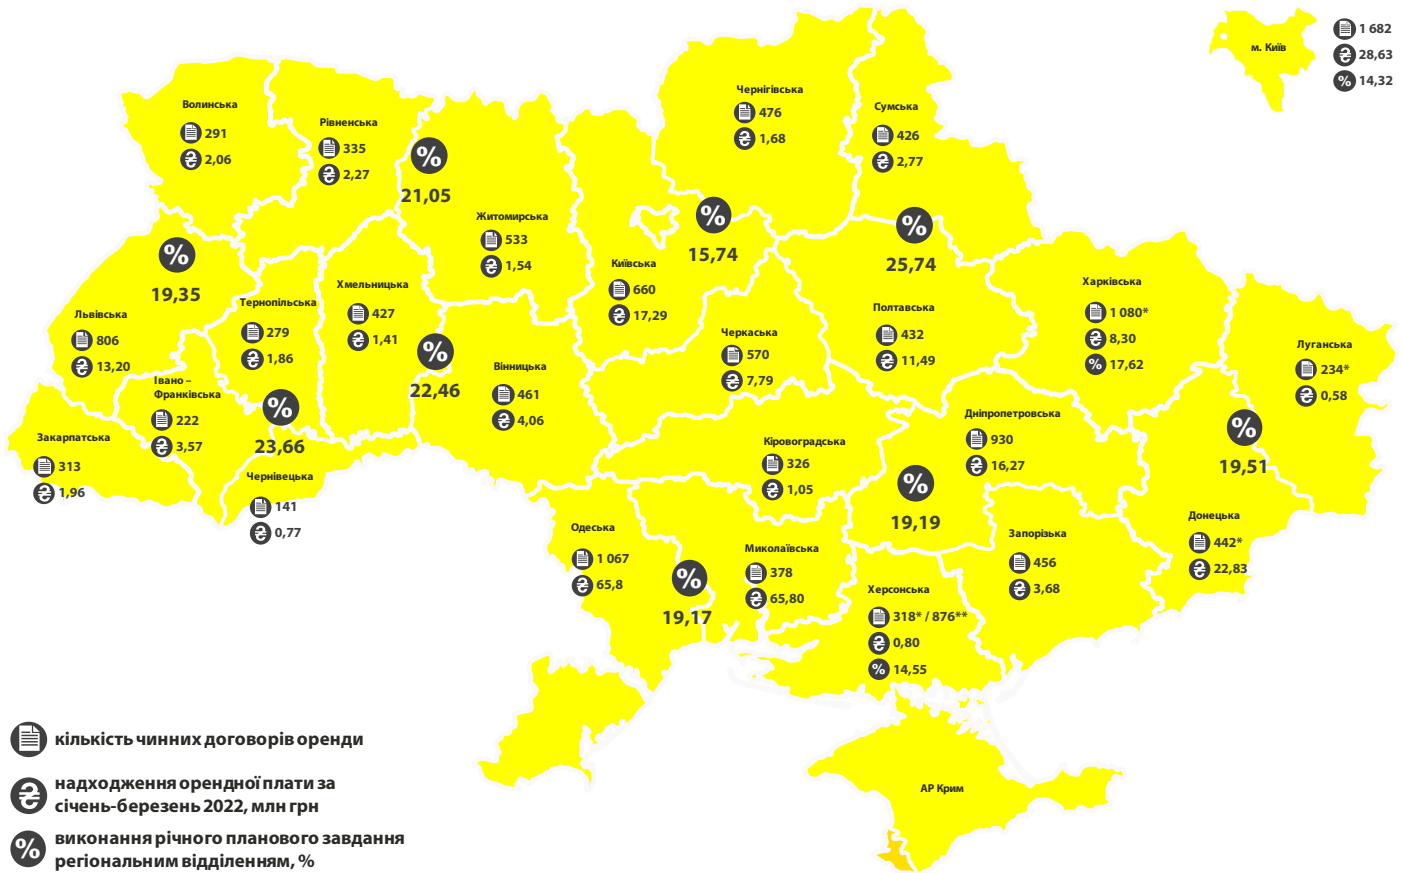 м. Київ
1 682
28,63
% 14,32
Волинська
291
2,06
Рівненська
335
2,27
%
21,05
Житомирська
533
1,54
Чернігівська
476
1,68
Сумська
426
2,77
%
15,74
%
25,74
Київська
660
17,29
%
19,35
Львівська
806
13,20
Тернопільська
279
1,86
Хмельницька
427
1,41
%
22,46
Вінницька
461
4,06
Черкаська
570
7,79
Полтавська
432
11,49
Харківська
1 080*
8,30
% 17,62
Луганська
234*
0,58
Івано –
Франківська
222
3,57
%
23,66
Закарпатська
313
1,96
Чернівецька
141
0,77
Кіровоградська
326
1,05
Дніпропетровська
930
16,27
%
19,19
%
19,51
Донецька
442*
22,83
Одеська
1 067
65,8
%
19,17
Миколаївська
378
65,80
Запорізька
456
3,68
Херсонська
318* / 876**
0,80
% 14,55
АР Крим
кількість чинних договорів оренди
надходження орендної плати за
січень-березень 2022, млн грн
% виконання річного планового завдання
регіональним відділенням, %